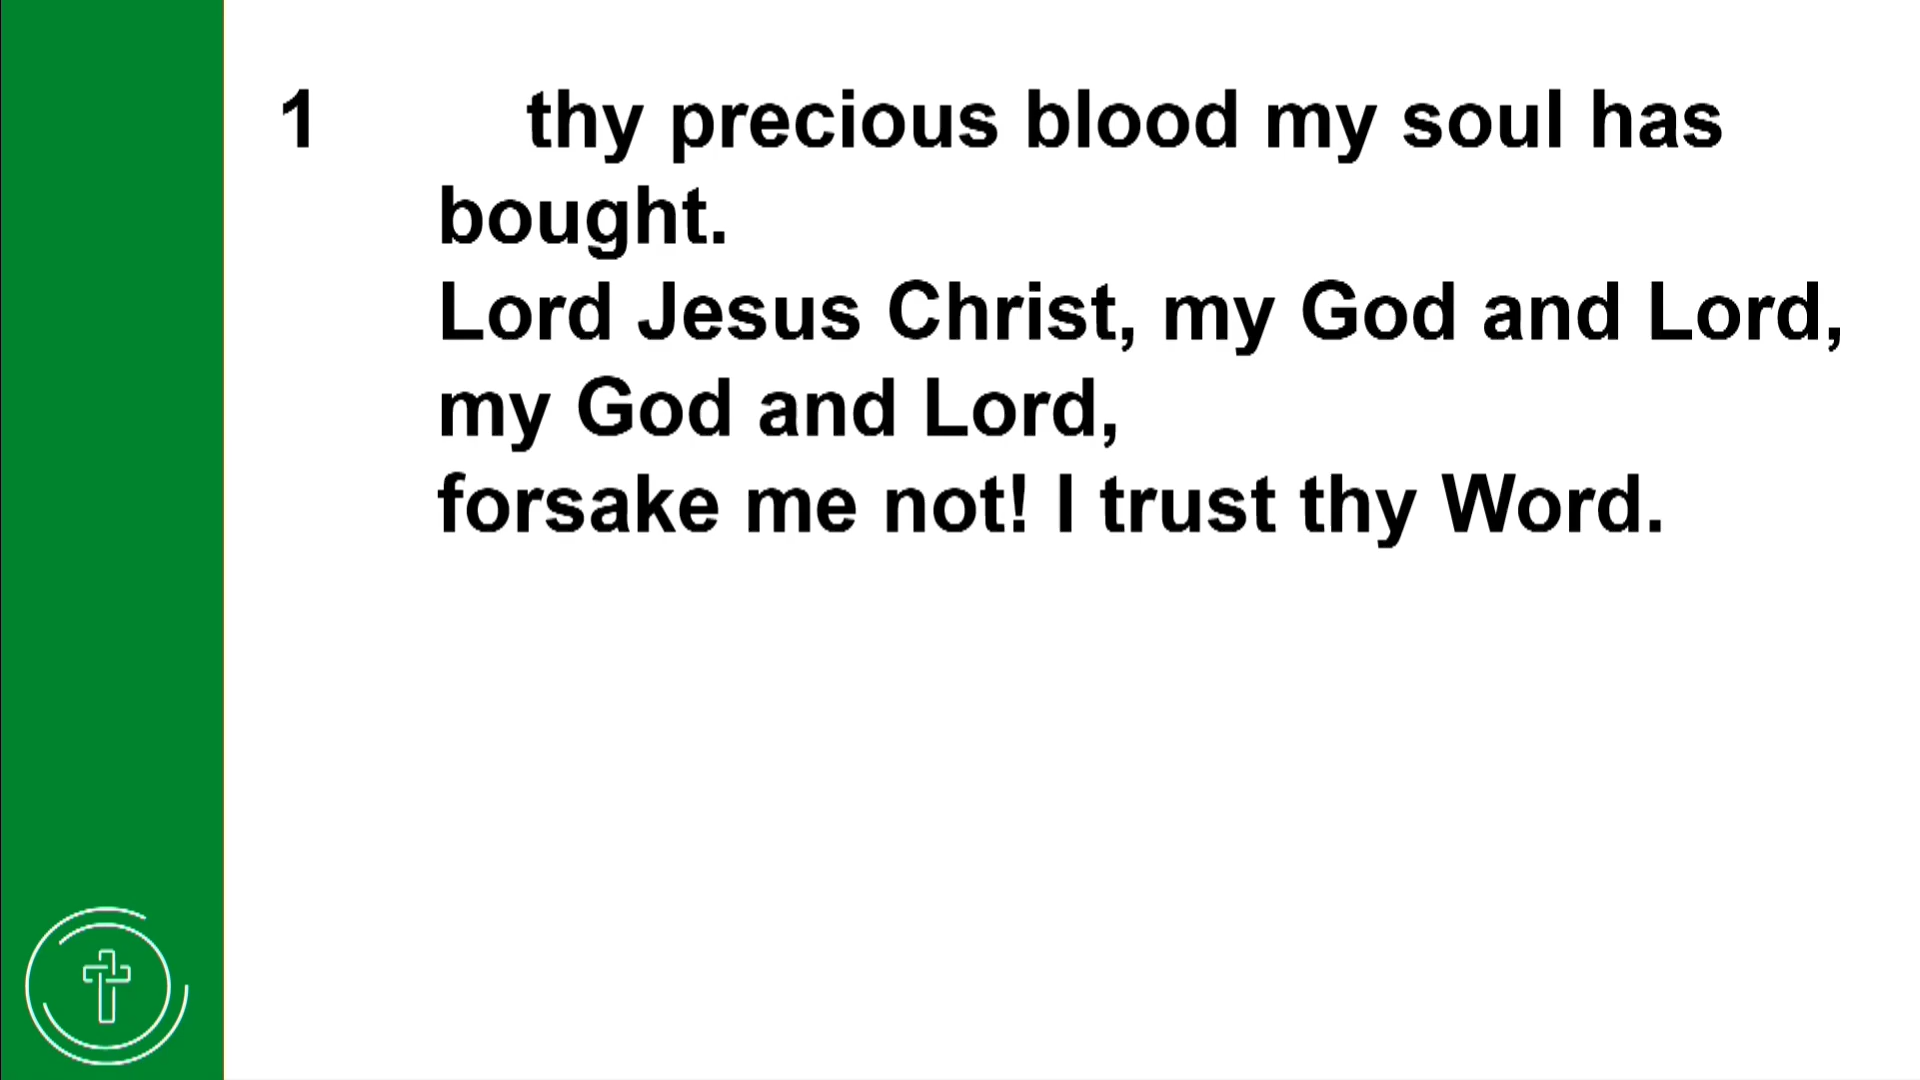 1 thy precious blood my soul has
bought.
Lord Jesus Christ, my God and Lord,
my God and Lord,
forsake me not! I trust thy Word.